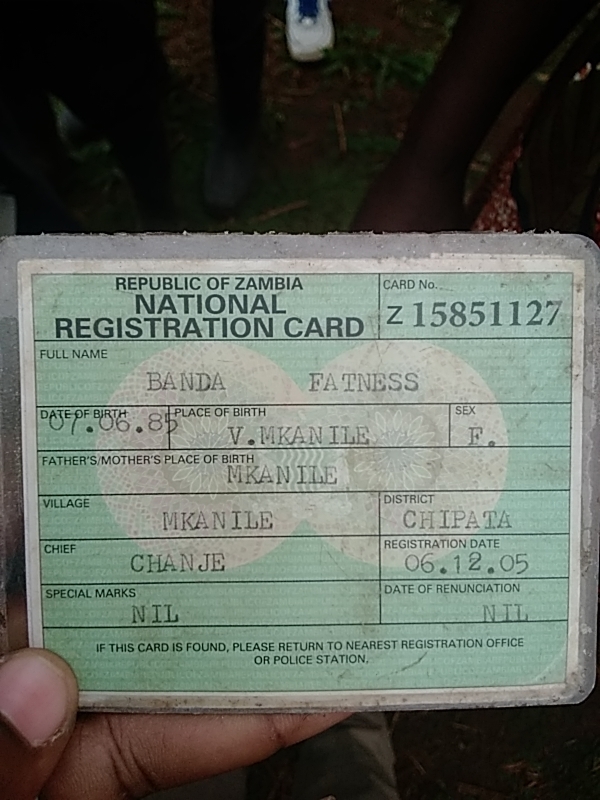 REPUBLIC OF ZAMBIA
NATIONAL
REGISTRATION CARD
CARD No.
Z 15851127
FULL NAME
BANDA FATNESS
DATE OF BIRTH PLACE OF BIRTH SEX
07.06.85 V.MKANILE F.
FATHER'S/MOTHER'S PLACE OF BIRTH
MKANILE
VILLAGE DISTRICT
MKANILE CHIPATA
CHIEF REGISTRATION DATE
CHANJE 06.12.05
SPECIAL MARKS DATE OF RENUNCIATION
NIL NIL
IF THIS CARD IS FOUND, PLEASE RETURN TO NEAREST REGISTRATION OFFICE
OR POLICE STATION.